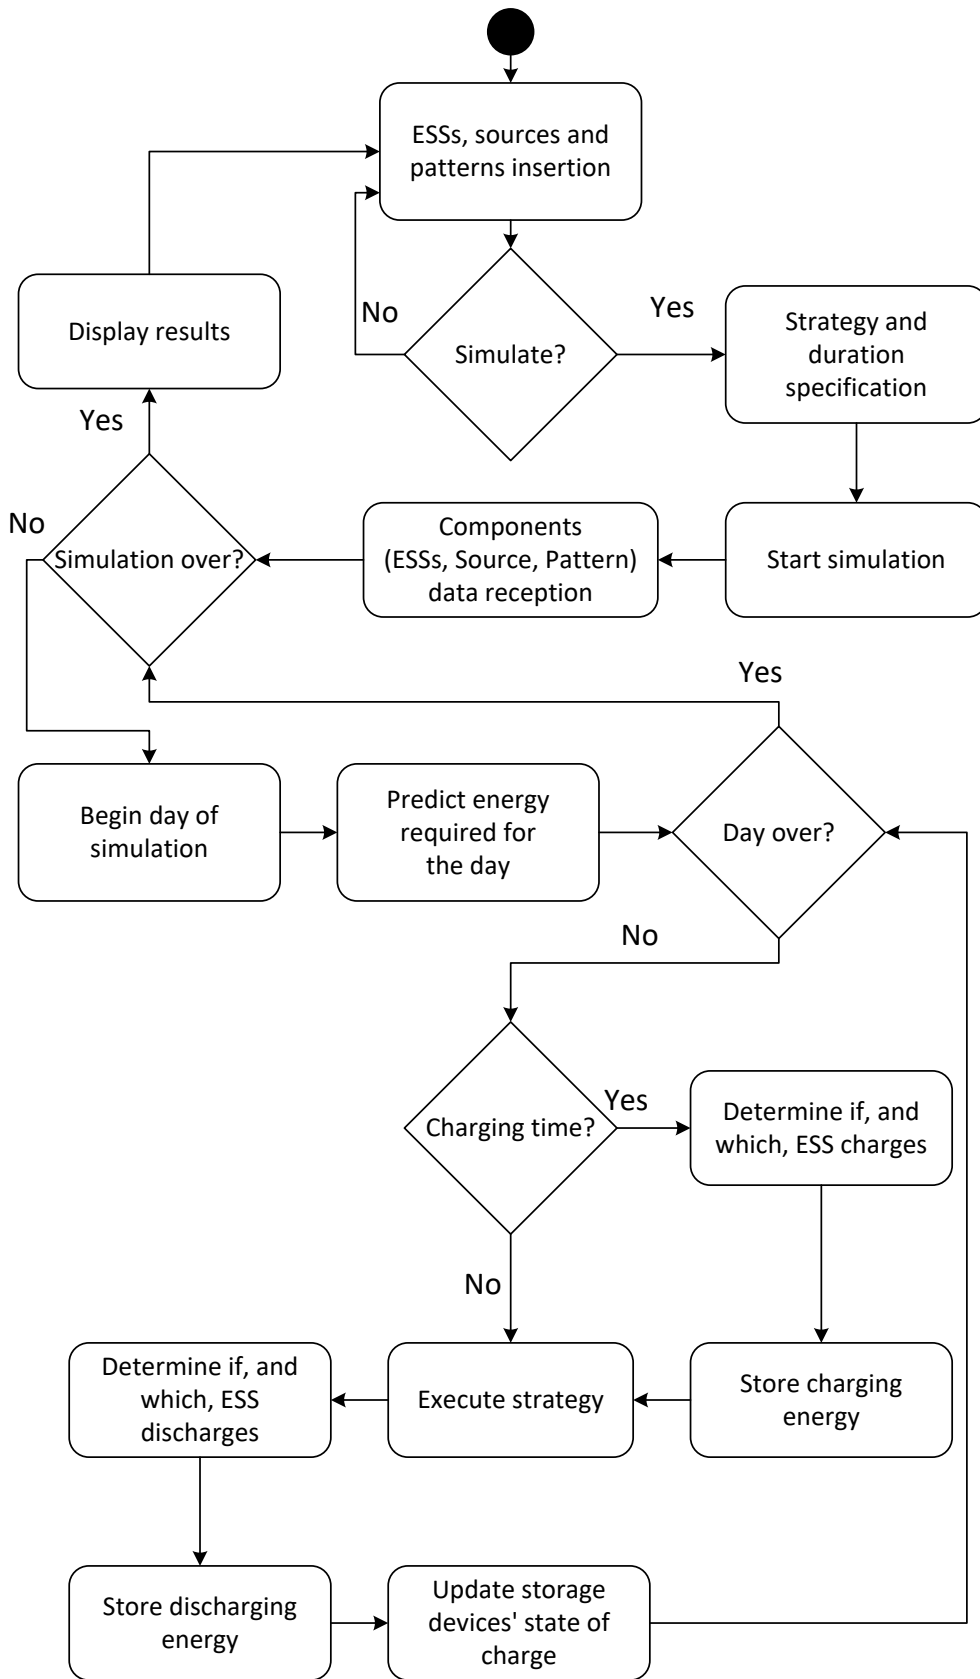 ESSs, sources and
patterns insertion
No
Yes
Simulate?
Strategy and
duration
specification
Display results
Yes
No
Simulation over?
Components
(ESSs, Source, Pattern)
data reception
Start simulation
Yes
Begin day of
simulation
Predict energy
required for
the day
Day over?
No
Charging time?
Yes
Determine if, and
which, ESS charges
No
Determine if, and
which, ESS
discharges
Execute strategy
Store charging
energy
Store discharging
energy
Update storage
devices' state of
charge